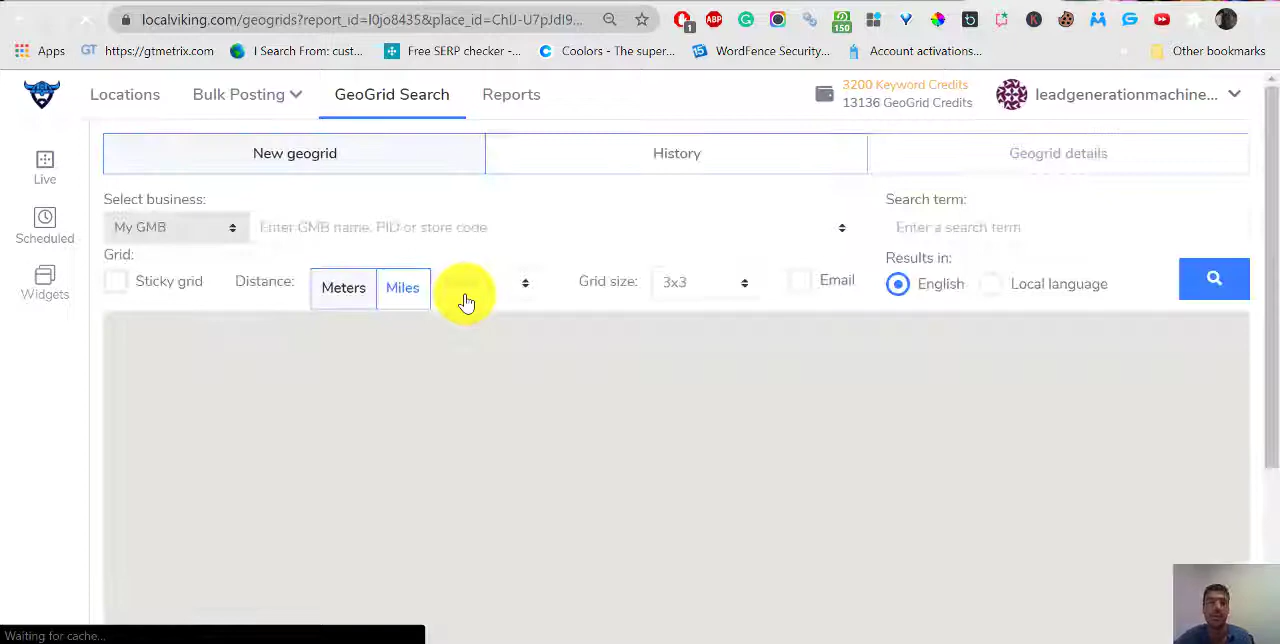 localviking.com/geogrids?report_id=l0jo8435&place_id=ChIJ-U7pJdI9...
1
ABP
150
K
Apps
GT https://gtmetrix.com
I Search From: cust...
Free SERP checker -...
Coolors - The super...
WordFence Security...
Account activations...
Other bookmarks
Locations
Bulk Posting
GeoGrid Search
Reports
3200 Keyword Credits
13136 GeoGrid Credits
leadgenerationmachine...
Live
Scheduled
Widgets
New geogrid
History
Geogrid details
Select business:
Search term:
My GMB
Enter GMB name, PID or store code
Enter a search term
Grid:
Results in:
Sticky grid
Distance:
Meters
Miles
Grid size:
3x3
Email
English
Local language
Waiting for cache...